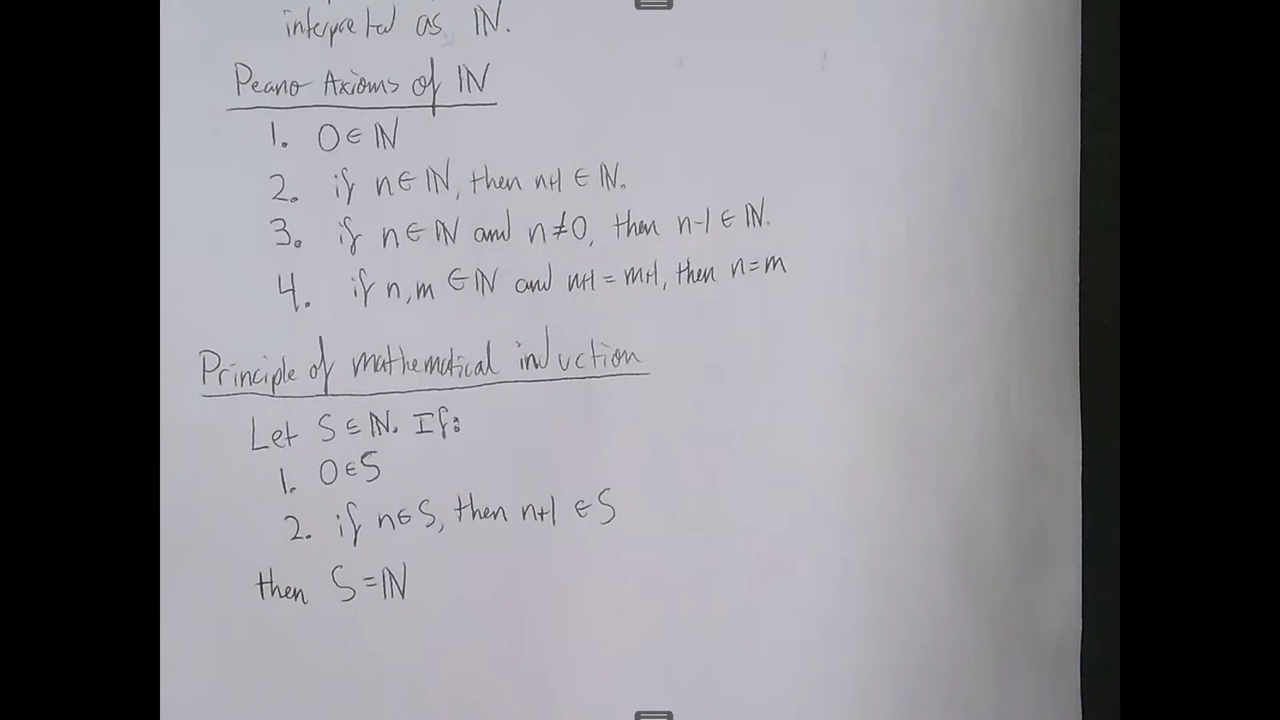 interpreted as ℕ.
Peano Axioms of ℕ
1. 0 ∈ ℕ
2. if n ∈ ℕ, then n+1 ∈ ℕ.
3. if n ∈ ℕ and n ≠ 0, then n-1 ∈ ℕ.
4. if n, m ∈ ℕ and n+1 = m+1, then n = m
Principle of mathematical induction
Let S ⊆ ℕ. If:
1. 0 ∈ S
2. if n ∈ S, then n+1 ∈ S
then S = ℕ